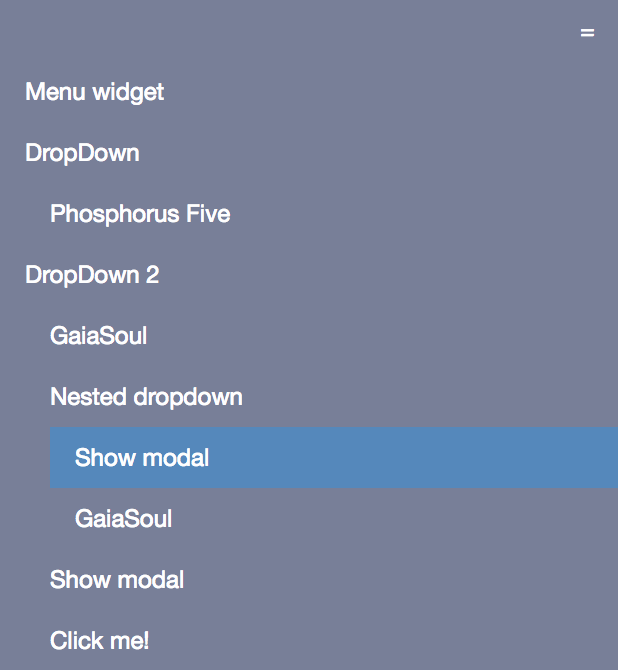 =
Menu widget
DropDown
Phosphorus Five
DropDown 2
GaiaSoul
Nested dropdown
Show modal
GaiaSoul
Show modal
Click me!